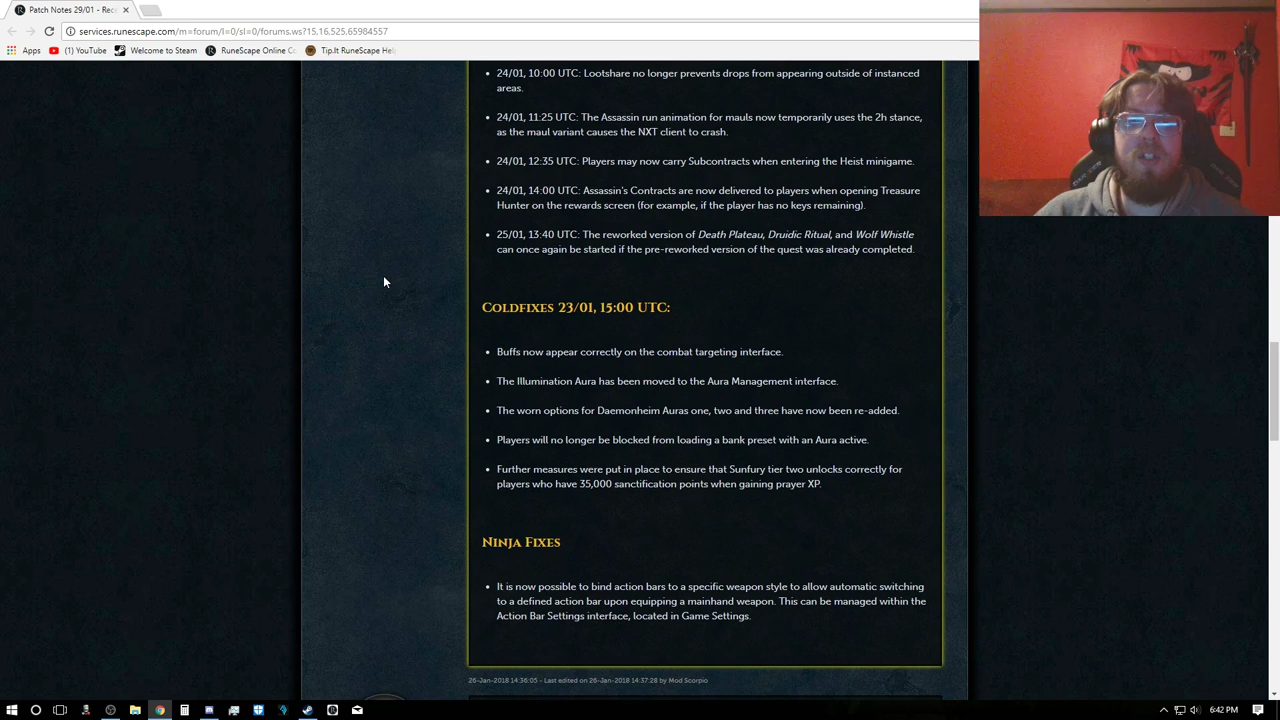 Patch Notes 29/01 - Rece
services.runescape.com/m=forum/l=0/sl=0/forums.ws?15,16,525,65984557
Apps (1) YouTube Welcome to Steam RuneScape Online Co Tip.It RuneScape Hel
24/01, 10:00 UTC: Lootshare no longer prevents drops from appearing outside of instanced
areas.
24/01, 11:25 UTC: The Assassin run animation for mauls now temporarily uses the 2h stance,
as the maul variant causes the NXT client to crash.
24/01, 12:35 UTC: Players may now carry Subcontracts when entering the Heist minigame.
24/01, 14:00 UTC: Assassin's Contracts are now delivered to players when opening Treasure
Hunter on the rewards screen (for example, if the player has no keys remaining).
25/01, 13:40 UTC: The reworked version of Death Plateau, Druidic Ritual, and Wolf Whistle
can once again be started if the pre-reworked version of the quest was already completed.
Coldfixes 23/01, 15:00 UTC:
Buffs now appear correctly on the combat targeting interface.
The Illumination Aura has been moved to the Aura Management interface.
The worn options for Daemonheim Auras one, two and three have now been re-added.
Players will no longer be blocked from loading a bank preset with an Aura active.
Further measures were put in place to ensure that Sunfury tier two unlocks correctly for
players who have 35,000 sanctification points when gaining prayer XP.
Ninja Fixes
It is now possible to bind action bars to a specific weapon style to allow automatic switching
to a defined action bar upon equipping a mainhand weapon. This can be managed within the
Action Bar Settings interface, located in Game Settings.
26-Jan-2018 14:36:05 - Last edited on 26-Jan-2018 14:37:28 by Mod Scorpio
6:42 PM